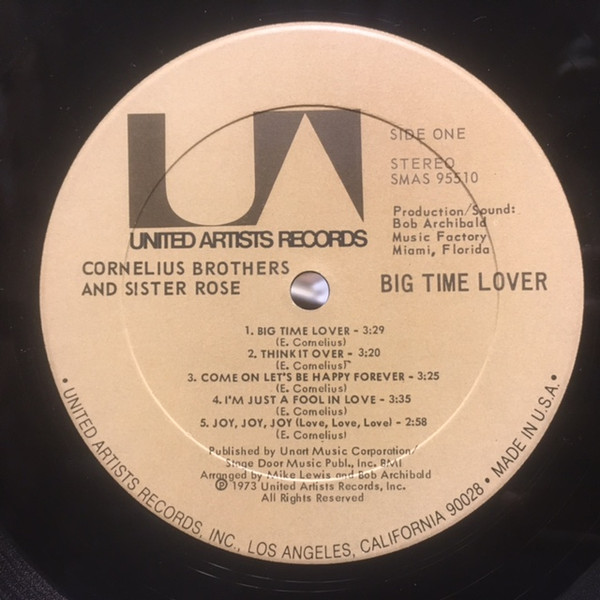 UA
UNITED ARTISTS RECORDS
SIDE ONE
STEREO
SMAS 95510
Production/Sound:
Bob Archibald
Music Factory
Miami, Florida
CORNELIUS BROTHERS
AND SISTER ROSE
BIG TIME LOVER
1. BIG TIME LOVER - 3:29
(E. Cornelius)
2. THINK IT OVER - 3:20
(E. Cornelius)
3. COME ON LET'S BE HAPPY FOREVER - 3:25
(E. Cornelius)
4. I'M JUST A FOOL IN LOVE - 3:35
(E. Cornelius)
5. JOY, JOY, JOY (Love, Love, Love) - 2:58
(E. Cornelius)
Published by Unart Music Corporation/
Stage Door Music Publ., Inc. BMI
Arranged by Mike Lewis and Bob Archibald
℗ 1973 United Artists Records, Inc.
All Rights Reserved
• UNITED ARTISTS RECORDS, INC., LOS ANGELES, CALIFORNIA 90028 • MADE IN U.S.A. •